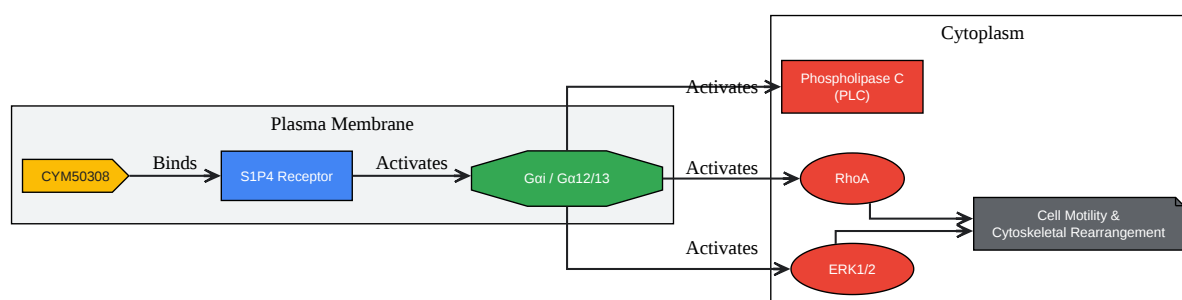 Cytoplasm
Phospholipase C
(PLC)
Activates
Plasma Membrane
CYM50308
Binds
S1P4 Receptor
Activates
Gαi / Gα12/13
Activates
RhoA
Cell Motility &
Cytoskeletal Rearrangement
Activates
ERK1/2